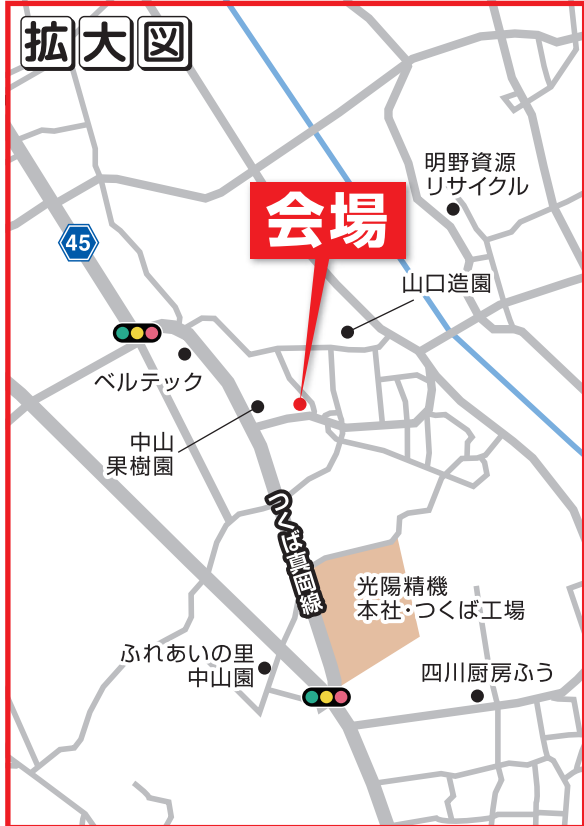 拡大図
明野資源
リサイクル
45
会場
山口造園
ベルテック
中山
果樹園
つくば真岡線
光陽精機
本社・つくば工場
ふれあいの里
中山園
四川厨房ふう